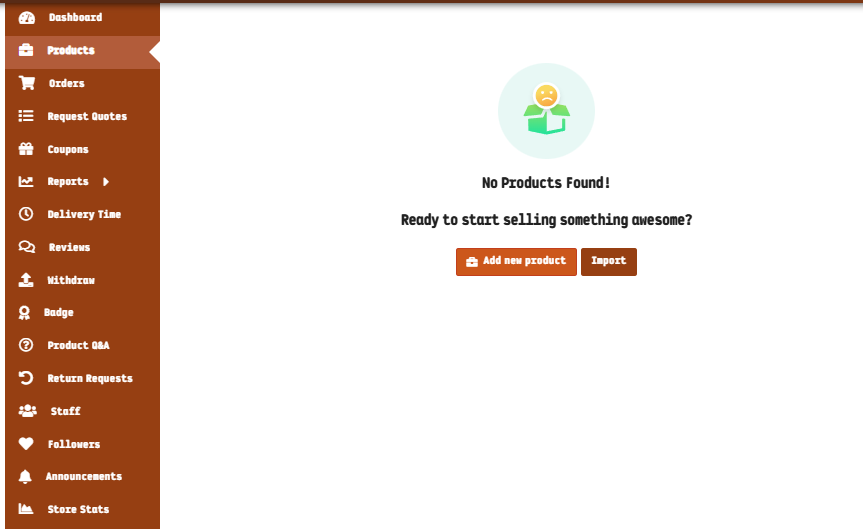 Dashboard
Products
Orders
Request Quotes
Coupons
Reports
Delivery Time
Reviews
Withdraw
Badge
Product Q&A
Return Requests
Staff
Followers
Announcements
Store Stats
No Products Found!
Ready to start selling something awesome?
Add new product
Import